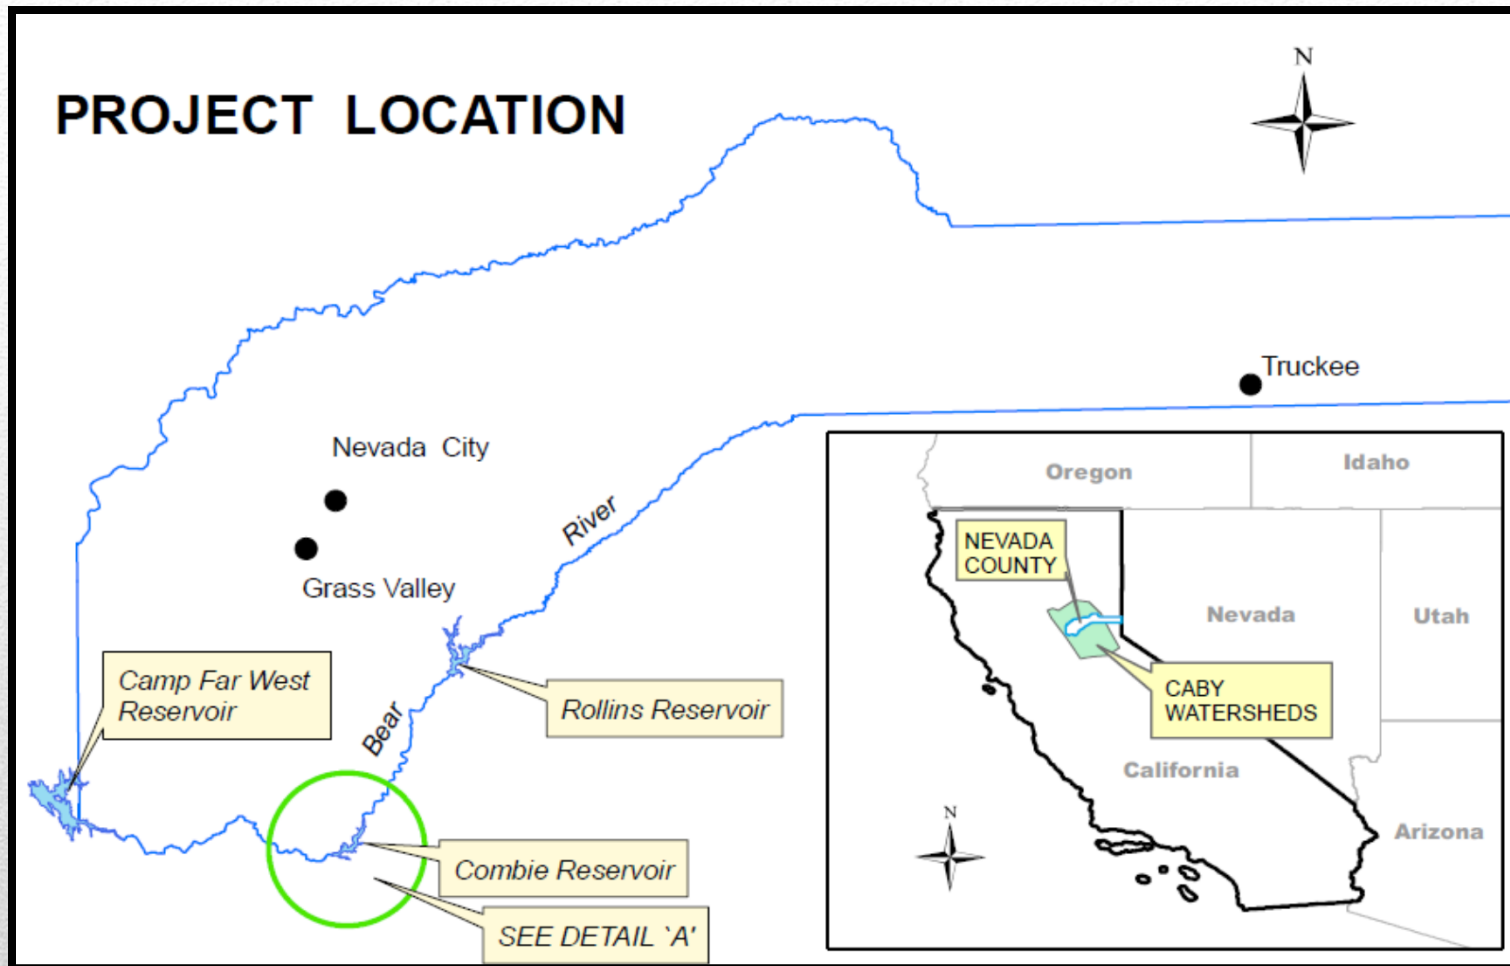 PROJECT LOCATION
N
Truckee
Nevada City
Grass Valley
River
Bear
Camp Far West
Reservoir
Rollins Reservoir
Combie Reservoir
SEE DETAIL `A'
Oregon
Idaho
NEVADA
COUNTY
Nevada
Utah
CABY
WATERSHEDS
California
Arizona
N